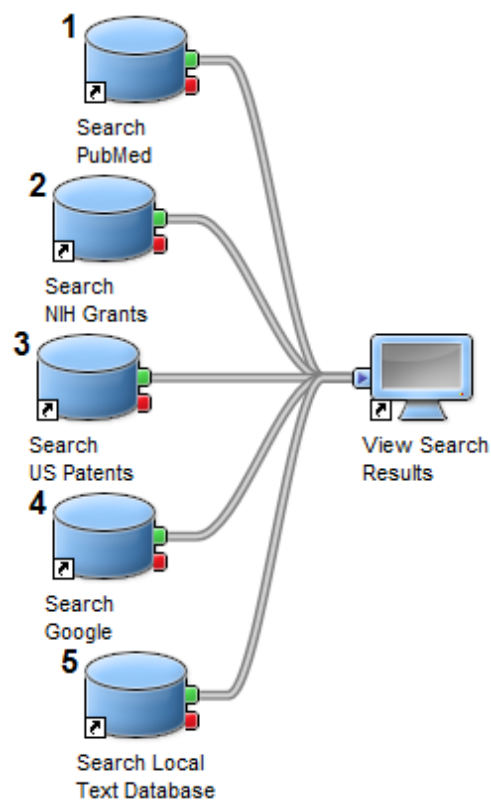 1
Search
PubMed
2
Search
NIH Grants
3
Search
US Patents
View Search
Results
4
Search
Google
5
Search Local
Text Database